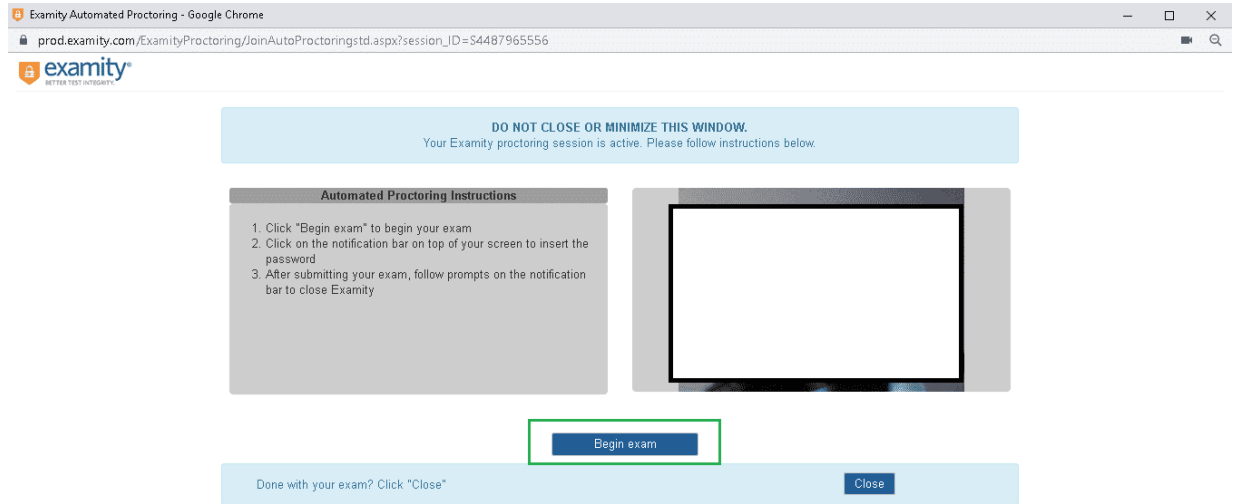 Examity Automated Proctoring - Google Chrome
prod.examity.com/ExamityProctoring/JoinAutoProctoringstd.aspx?session_ID=S4487965556
examity®
BETTER TEST INTEGRITY.
DO NOT CLOSE OR MINIMIZE THIS WINDOW.
Your Examity proctoring session is active. Please follow instructions below.
Automated Proctoring Instructions
1. Click "Begin exam" to begin your exam
2. Click on the notification bar on top of your screen to insert the
password
3. After submitting your exam, follow prompts on the notification
bar to close Examity
Begin exam
Done with your exam? Click "Close"
Close